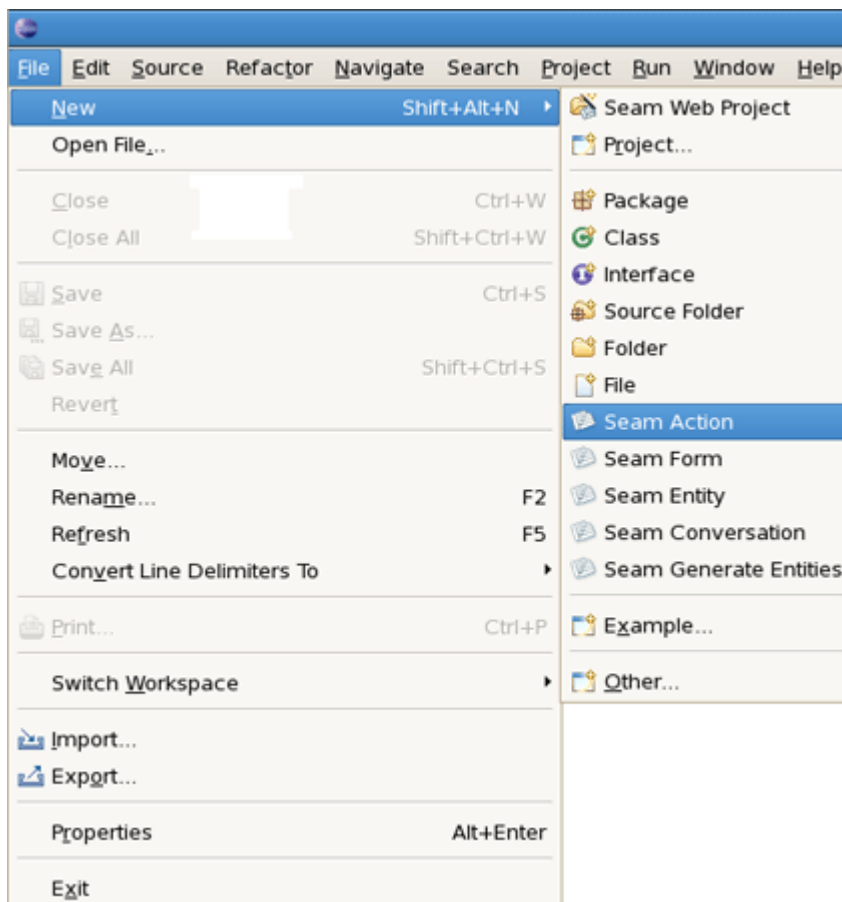 File Edit Source Refactor Navigate Search Project Run Window Help
New Shift+Alt+N
Open File...
Close Ctrl+W
Close All Shift+Ctrl+W
Save Ctrl+S
Save As...
Save All Shift+Ctrl+S
Revert
Move...
Rename... F2
Refresh F5
Convert Line Delimiters To
Print... Ctrl+P
Switch Workspace
Import...
Export...
Properties Alt+Enter
Exit
Seam Web Project
Project...
Package
Class
Interface
Source Folder
Folder
File
Seam Action
Seam Form
Seam Entity
Seam Conversation
Seam Generate Entities
Example...
Other...